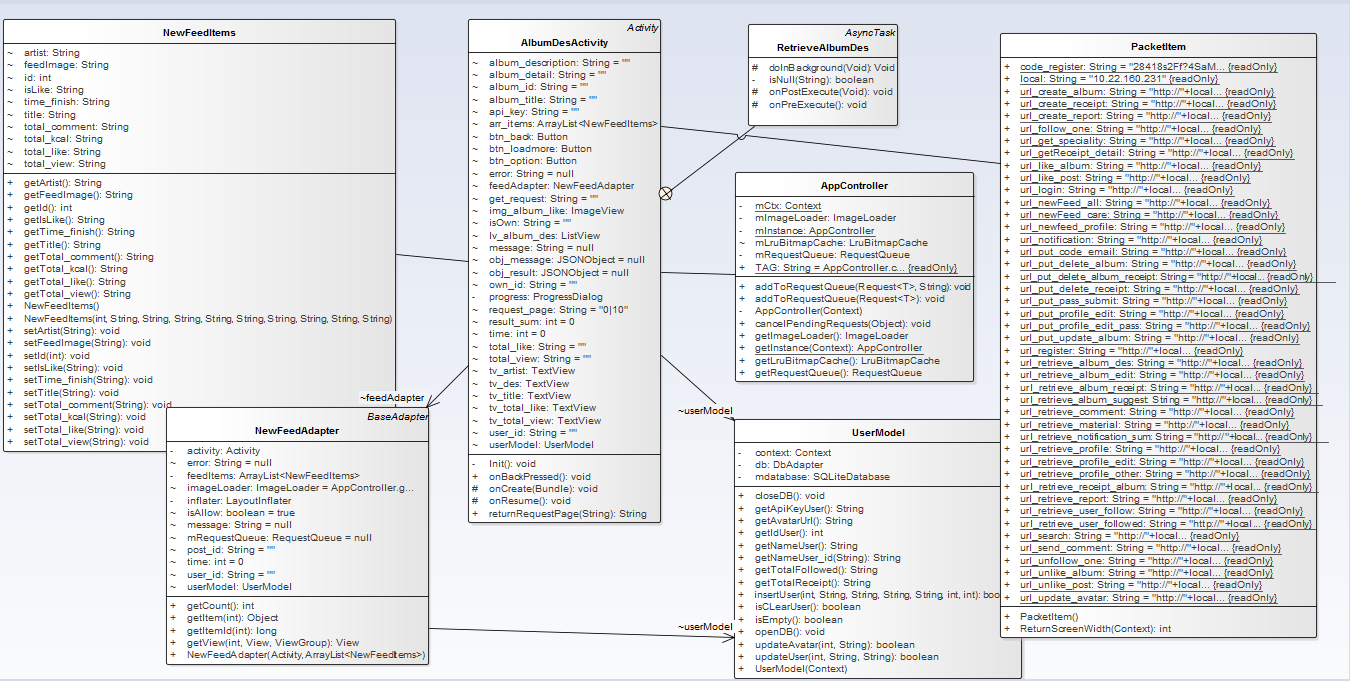 NewFeedItems
~ artist: String
~ feedImage: String
~ id: int
~ isLike: String
~ time_finish: String
~ title: String
~ total_comment: String
~ total_kcal: String
~ total_like: String
~ total_view: String
+ getArtist(): String
+ getFeedImage(): String
+ getId(): int
+ getIsLike(): String
+ getTime_finish(): String
+ getTitle(): String
+ getTotal_comment(): String
+ getTotal_kcal(): String
+ getTotal_like(): String
+ getTotal_view(): String
+ NewFeedItems()
+ NewFeedItems(int, String, String, String, String, String, String, String, String, String)
+ setArtist(String): void
+ setFeedImage(String): void
+ setId(int): void
+ setIsLike(String): void
+ setTime_finish(String): void
+ setTitle(String): void
+ setTotal_comment(String): void
+ setTotal_kcal(String): void
+ setTotal_like(String): void
+ setTotal_view(String): void
~feedAdapter
BaseAdapter
NewFeedAdapter
- activity: Activity
~ error: String = null
- feedItems: ArrayList<NewFeedItems>
~ imageLoader: ImageLoader = AppController.g...
- inflater: LayoutInflater
~ isAllow: boolean = true
~ message: String = null
~ mRequestQueue: RequestQueue = null
~ post_id: String = ""
~ time: int = 0
~ user_id: String = ""
~ userModel: UserModel
+ getCount(): int
+ getItem(int): Object
+ getItemId(int): long
+ getView(int, View, ViewGroup): View
+ NewFeedAdapter(Activity, ArrayList<NewFeedItems>)
Activity
AlbumDesActivity
~ album_description: String = ""
~ album_detail: String = ""
~ album_id: String = ""
~ album_title: String = ""
~ api_key: String = ""
~ arr_items: ArrayList<NewFeedItems>
~ btn_back: Button
~ btn_loadmore: Button
~ btn_option: Button
~ error: String = null
~ feedAdapter: NewFeedAdapter
~ get_request: String = ""
~ img_album_like: ImageView
~ isOwn: String = ""
~ lv_album_des: ListView
~ message: String = null
~ obj_message: JSONObject = null
~ obj_result: JSONObject = null
~ own_id: String = ""
- progress: ProgressDialog
~ request_page: String = "0|10"
~ result_sum: int = 0
~ time: int = 0
~ total_like: String = ""
~ total_view: String = ""
~ tv_artist: TextView
~ tv_des: TextView
~ tv_title: TextView
~ tv_total_like: TextView
~ tv_total_view: TextView
~ user_id: String = ""
~ userModel: UserModel
- Init(): void
+ onBackPressed(): void
# onCreate(Bundle): void
# onResume(): void
+ returnRequestPage(String): String
AsyncTask
RetrieveAlbumDes
# doInBackground(Void): Void
- isNull(String): boolean
# onPostExecute(Void): void
# onPreExecute(): void
AppController
- mCtx: Context
- mImageLoader: ImageLoader
- mInstance: AppController
~ mLruBitmapCache: LruBitmapCache
- mRequestQueue: RequestQueue
+ TAG: String = AppController.c... {readOnly}
+ addToRequestQueue(Request<T>, String): void
+ addToRequestQueue(Request<T>): void
- AppController(Context)
+ cancelPendingRequests(Object): void
+ getImageLoader(): ImageLoader
+ getInstance(Context): AppController
+ getLruBitmapCache(): LruBitmapCache
+ getRequestQueue(): RequestQueue
~userModel
~userModel
UserModel
- context: Context
- db: DbAdapter
- mdatabase: SQLiteDatabase
+ closeDB(): void
+ getApiKeyUser(): String
+ getAvatarUrl(): String
+ getIdUser(): int
+ getNameUser(): String
+ getNameUser_id(String): String
+ getTotalFollowed(): String
+ getTotalReceipt(): String
+ insertUser(int, String, String, String, String, int, int): boo
+ isCLearUser(): boolean
+ isEmpty(): boolean
+ openDB(): void
+ updateAvatar(int, String): boolean
+ updateUser(int, String, String): boolean
+ UserModel(Context)
PacketItem
+ code_register: String = "28418s2Ff?4SaM... {readOnly}
+ local: String = "10.22.160.231" {readOnly}
+ url_create_album: String = "http://"+local... {readOnly}
+ url_create_receipt: String = "http://"+local... {readOnly}
+ url_create_report: String = "http://"+local... {readOnly}
+ url_follow_one: String = "http://"+local... {readOnly}
+ url_get_speciality: String = "http://"+local... {readOnly}
+ url_getReceipt_detail: String = "http://"+local... {readOnly}
+ url_like_album: String = "http://"+local... {readOnly}
+ url_like_post: String = "http://"+local... {readOnly}
+ url_login: String = "http://"+local... {readOnly}
+ url_newFeed_all: String = "http://"+local... {readOnly}
+ url_newFeed_care: String = "http://"+local... {readOnly}
+ url_newfeed_profile: String = "http://"+local... {readOnly}
+ url_notification: String = "http://"+local... {readOnly}
+ url_put_code_email: String = "http://"+local... {readOnly}
+ url_put_delete_album: String = "http://"+local... {readOnly}
+ url_put_delete_album_receipt: String = "http://"+local... {readOnly}
+ url_put_delete_receipt: String = "http://"+local... {readOnly}
+ url_put_pass_submit: String = "http://"+local... {readOnly}
+ url_put_profile_edit: String = "http://"+local... {readOnly}
+ url_put_profile_edit_pass: String = "http://"+local... {readOnly}
+ url_put_update_album: String = "http://"+local... {readOnly}
+ url_register: String = "http://"+local... {readOnly}
+ url_retrieve_album_des: String = "http://"+local... {readOnly}
+ url_retrieve_album_edit: String = "http://"+local... {readOnly}
+ url_retrieve_album_receipt: String = "http://"+local... {readOnly}
+ url_retrieve_album_suggest: String = "http://"+local... {readOnly}
+ url_retrieve_comment: String = "http://"+local... {readOnly}
+ url_retrieve_material: String = "http://"+local... {readOnly}
+ url_retrieve_notification_sum: String = "http://"+local... {readOnly}
+ url_retrieve_profile: String = "http://"+local... {readOnly}
+ url_retrieve_profile_edit: String = "http://"+local... {readOnly}
+ url_retrieve_profile_other: String = "http://"+local... {readOnly}
+ url_retrieve_receipt_album: String = "http://"+local... {readOnly}
+ url_retrieve_report: String = "http://"+local... {readOnly}
+ url_retrieve_user_follow: String = "http://"+local... {readOnly}
+ url_retrieve_user_followed: String = "http://"+local... {readOnly}
+ url_search: String = "http://"+local... {readOnly}
+ url_send_comment: String = "http://"+local... {readOnly}
+ url_unfollow_one: String = "http://"+local... {readOnly}
+ url_unlike_album: String = "http://"+local... {readOnly}
+ url_unlike_post: String = "http://"+local... {readOnly}
+ url_update_avatar: String = "http://"+local... {readOnly}
+ PacketItem()
+ ReturnScreenWidth(Context): int